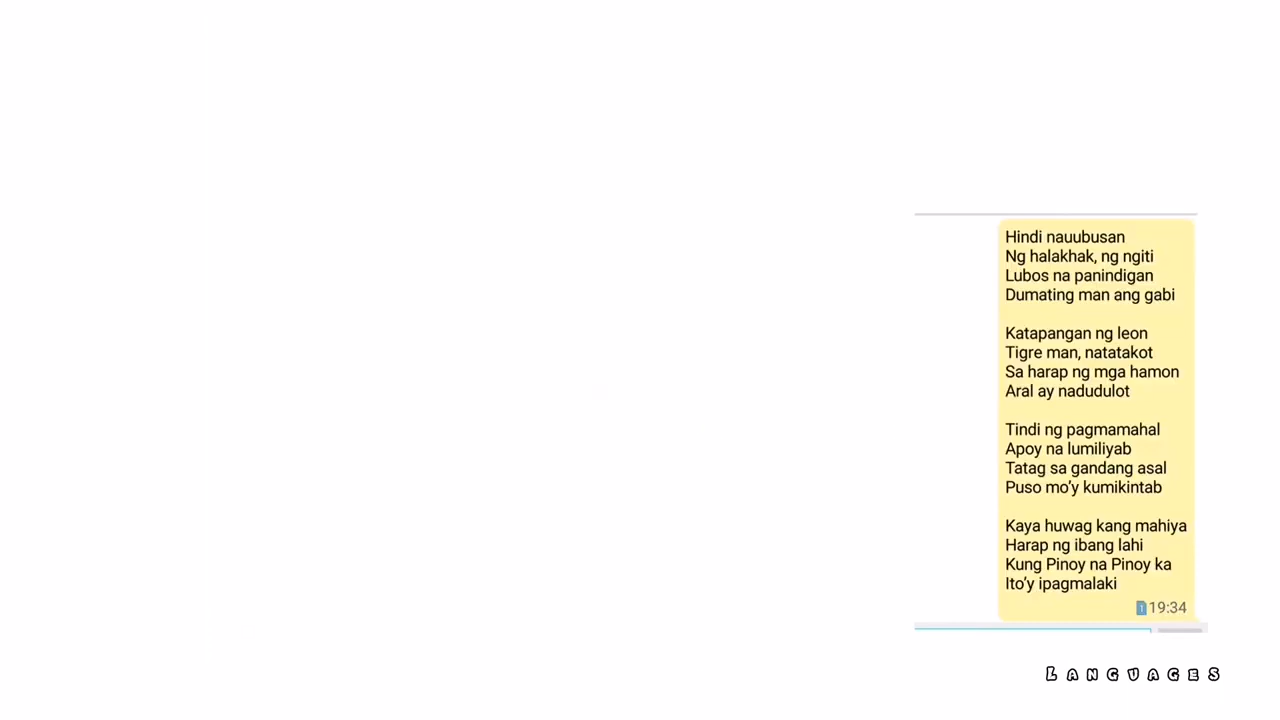 Hindi nauubusan
Ng halakhak, ng ngiti
Lubos na panindigan
Dumating man ang gabi
Katapangan ng leon
Tigre man, natatakot
Sa harap ng mga hamon
Aral ay nadudulot
Tindi ng pagmamahal
Apoy na lumiliyab
Tatag sa gandang asal
Puso mo'y kumikintab
Kaya huwag kang mahiya
Harap ng ibang lahi
Kung Pinoy na Pinoy ka
Ito'y ipagmalaki
1 19:34
LANGUAGES